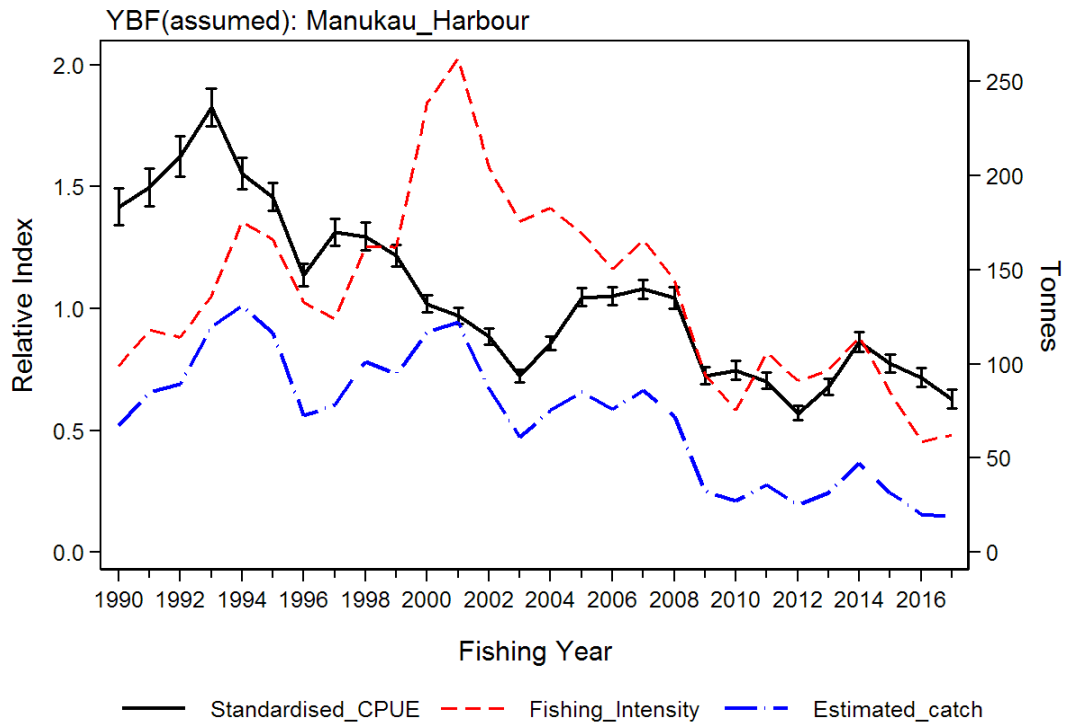 YBF(assumed): Manukau_Harbour
2.0
1.5
1.0
0.5
0.0
Relative Index
250
200
150
100
50
0
Tonnes
1990 1992 1994 1996 1998 2000 2002 2004 2006 2008 2010 2012 2014 2016
Fishing Year
Standardised_CPUE Fishing_Intensity Estimated_catch